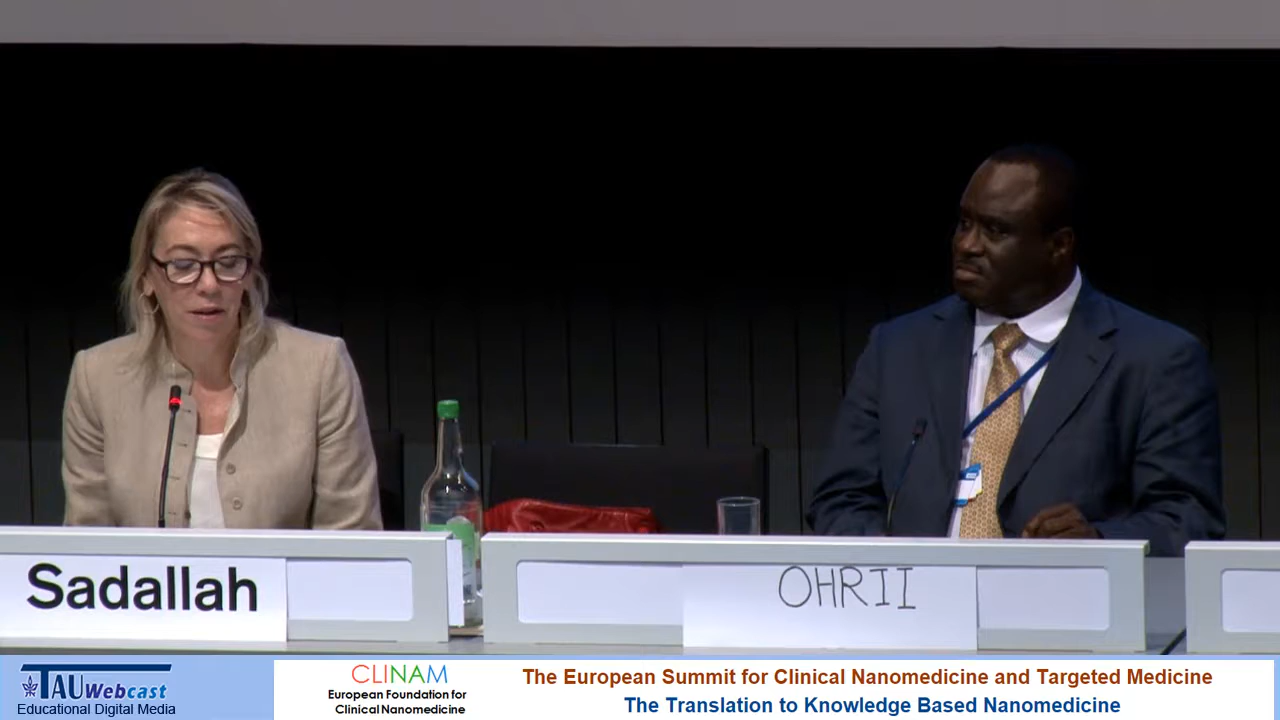 Sadallah
OHRII
TAUWebcast
Educational Digital Media
CLINAM
European Foundation for
Clinical Nanomedicine
The European Summit for Clinical Nanomedicine and Targeted Medicine
The Translation to Knowledge Based Nanomedicine